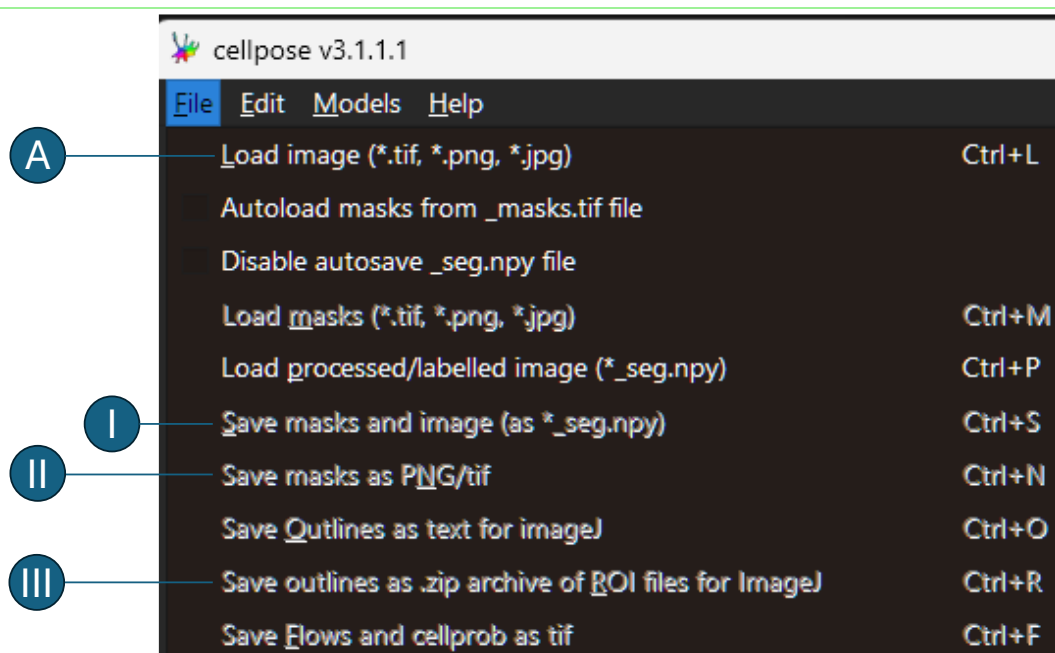 cellpose v3.1.1.1
File Edit Models Help
A Load image (*.tif, *.png, *.jpg) Ctrl+L
Autoload masks from _masks.tif file
Disable autosave _seg.npy file
Load masks (*.tif, *.png, *.jpg) Ctrl+M
Load processed/labelled image (*_seg.npy) Ctrl+P
I Save masks and image (as *_seg.npy) Ctrl+S
II Save masks as PNG/tif Ctrl+N
Save Outlines as text for imageJ Ctrl+O
III Save outlines as .zip archive of ROI files for ImageJ Ctrl+R
Save Flows and cellprob as tif Ctrl+F